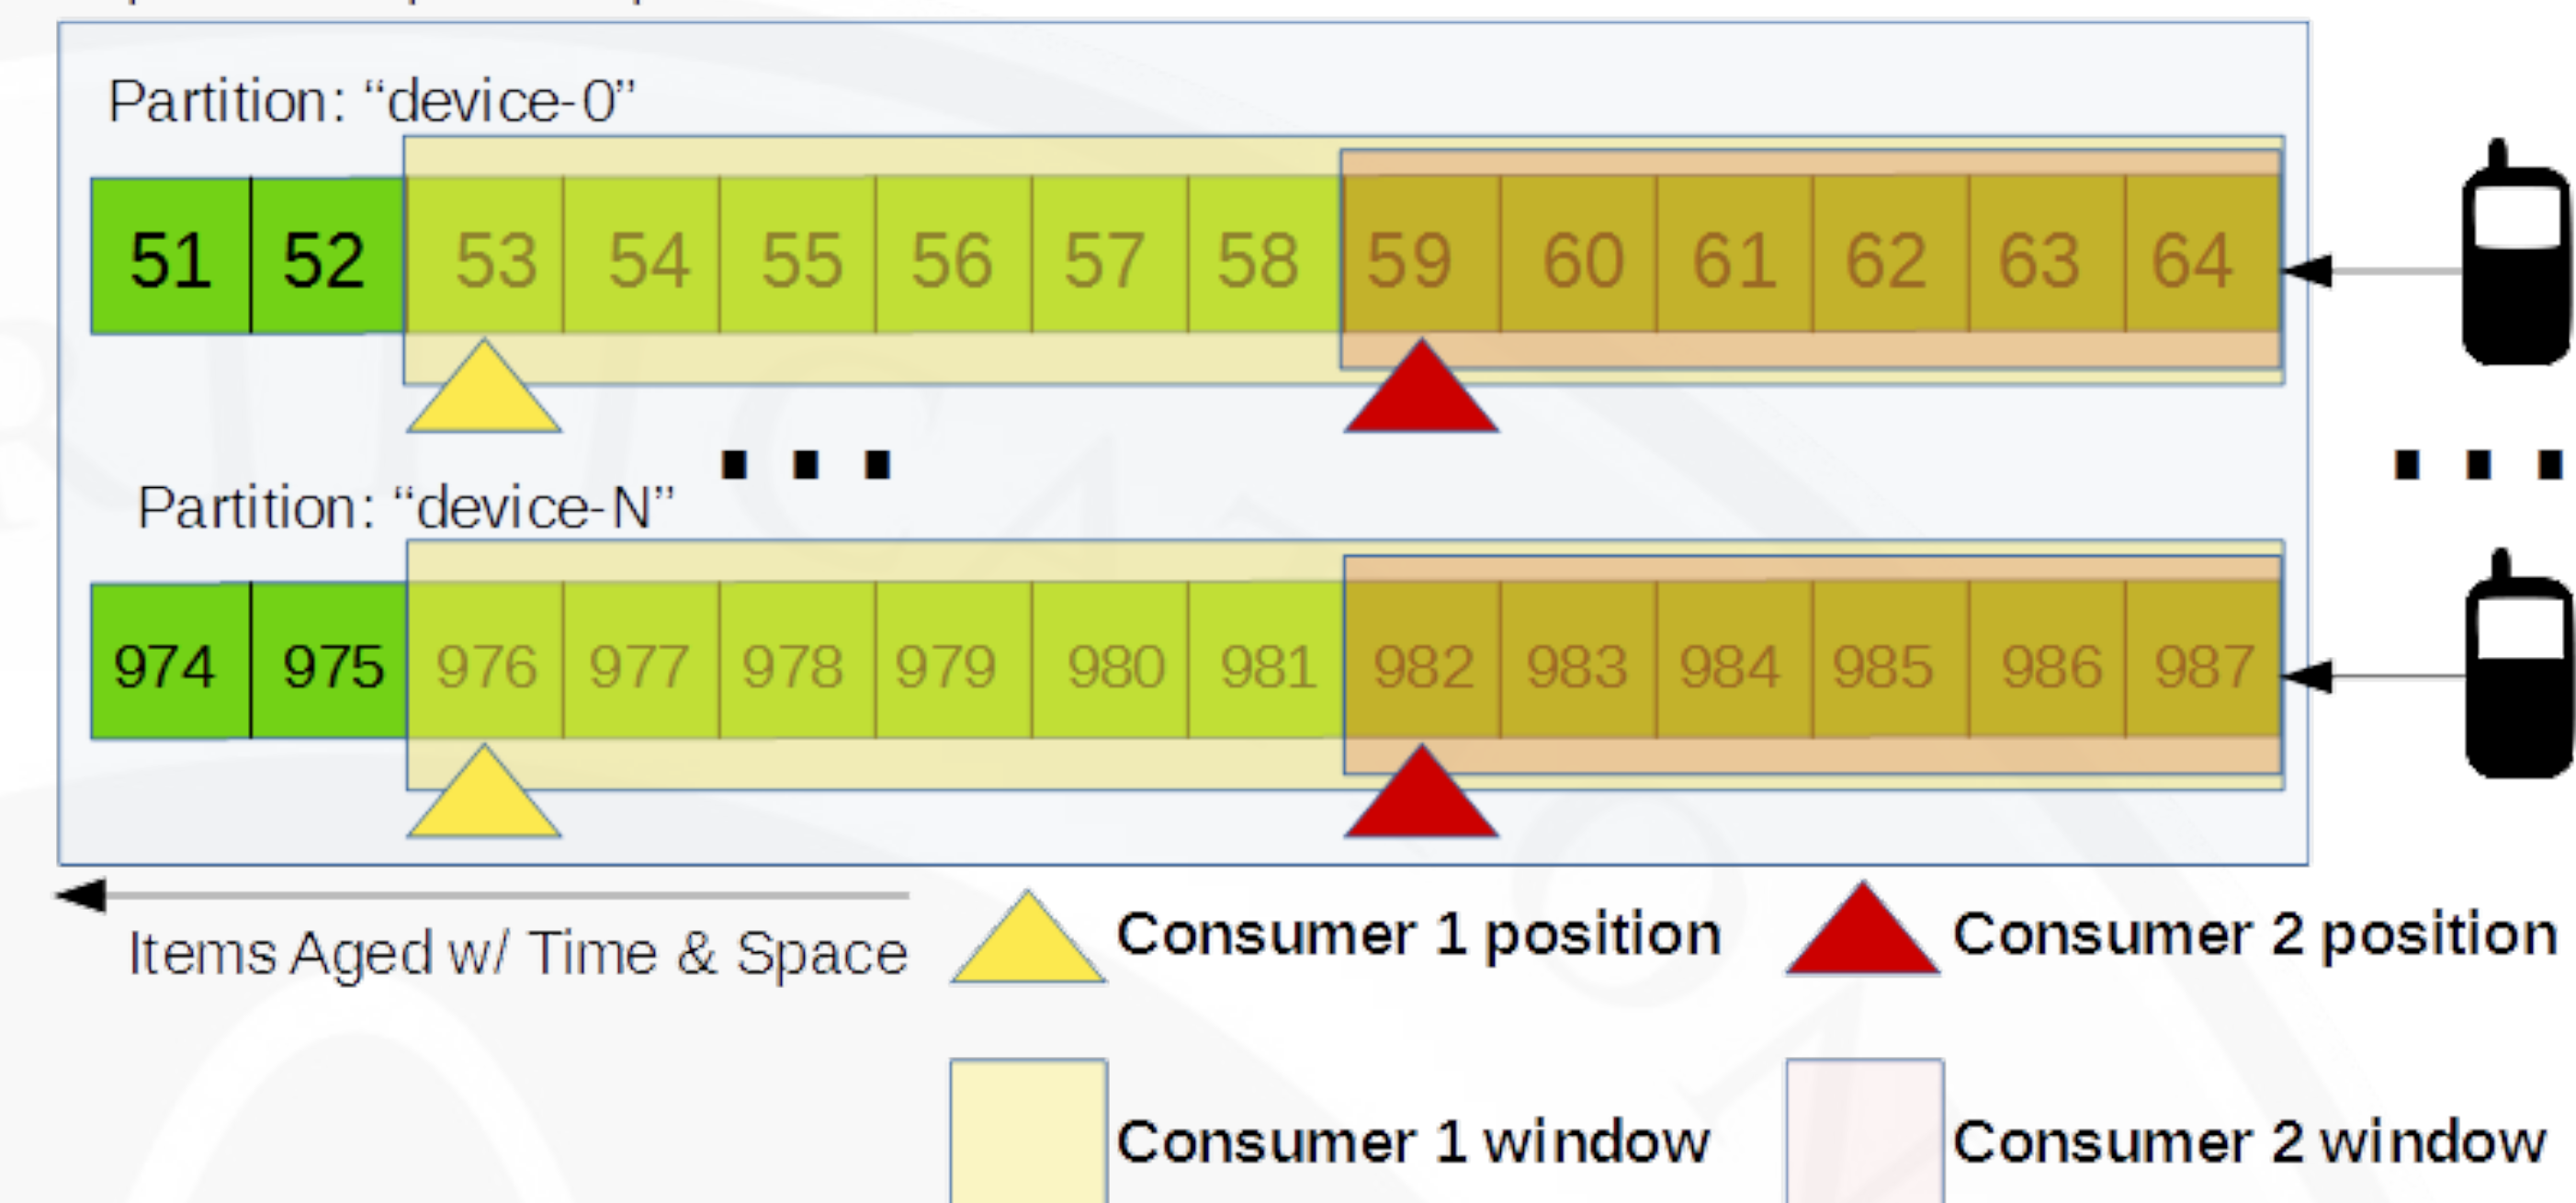 Partition: “device-0”
51 52 53 54 55 56 57 58 59 60 61 62 63 64
...
Partition: “device-N”
974 975 976 977 978 979 980 981 982 983 984 985 986 987
Items Aged w/ Time & Space
Consumer 1 position
Consumer 2 position
Consumer 1 window
Consumer 2 window